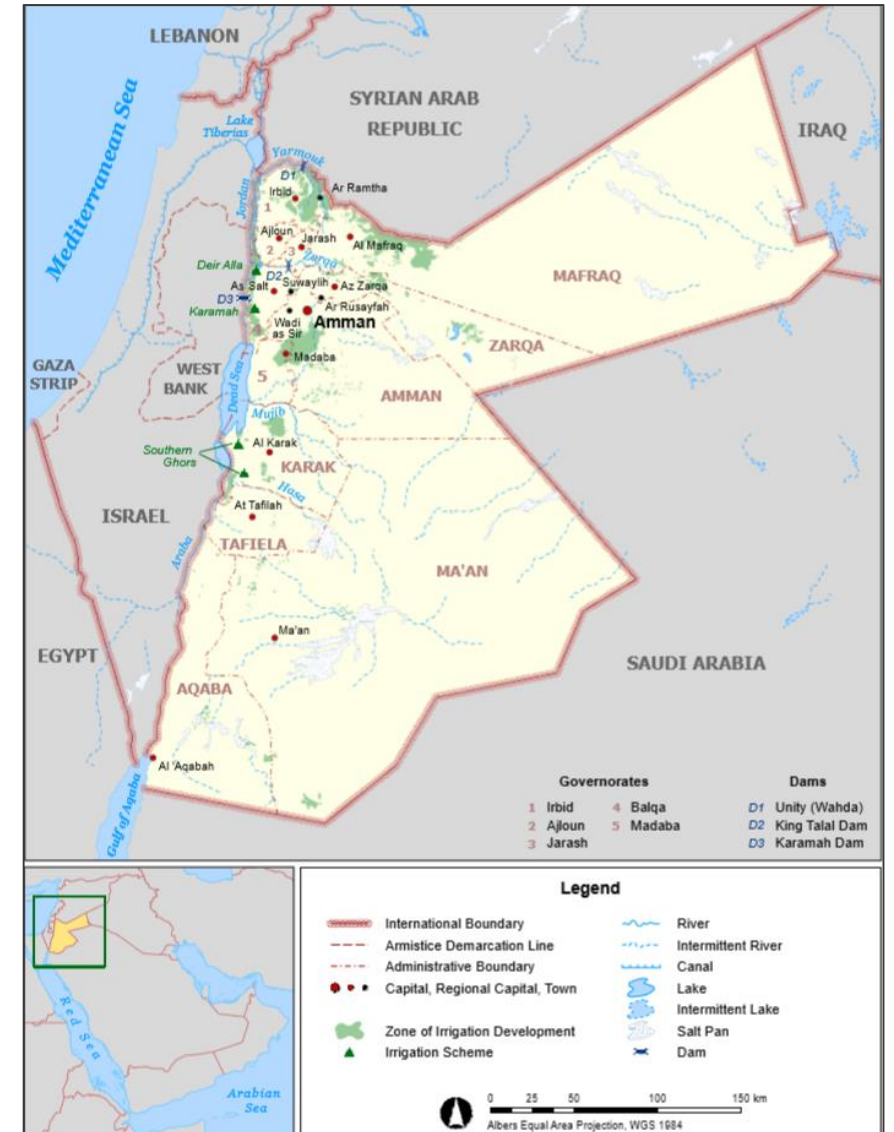 LEBANON
SYRIAN ARAB
REPUBLIC
IRAQ
Mediterranean Sea
Lake
Tiberias
Yarmouk
D1
Irbid
Ar Ramtha
1
Jordan
Ajloun
Jarash
Al Mafraq
2
3
Zarqa
Deir Alla
D2
Suwaylih
As Salt
Az Zarqa
MAFRAQ
D3
Ar Rusayfah
Karamah
Wadi
as Sir
Amman
4
ZARQA
GAZA
STRIP
WEST
BANK
Madaba
Dead Sea
5
AMMAN
Mujib
Southern
Ghors
Al Karak
KARAK
Hasa
ISRAEL
At Tafilah
TAFIELA
Araba
MA'AN
Ma'an
EGYPT
SAUDI ARABIA
AQABA
Al 'Aqabah
Gulf of Aqaba
Governorates
1 Irbid 4 Balqa
2 Ajloun 5 Madaba
3 Jarash
Dams
D1 Unity (Wahda)
D2 King Talal Dam
D3 Karamah Dam
Red Sea
Arabian
Sea
Legend
International Boundary
Armistice Demarcation Line
Administrative Boundary
Capital, Regional Capital, Town
Zone of Irrigation Development
Irrigation Scheme
River
Intermittent River
Canal
Lake
Intermittent Lake
Salt Pan
Dam
0 25 50 100 150 km
Albers Equal Area Projection, WGS 1984